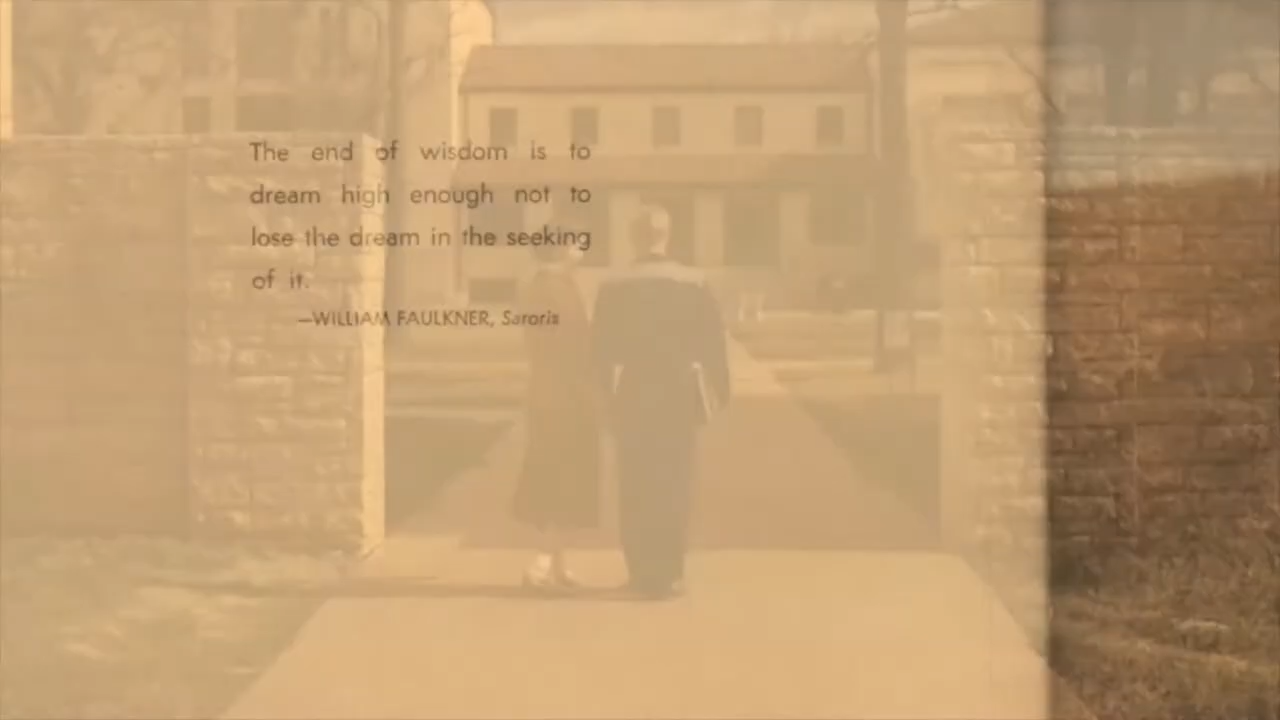 The end of wisdom is to
dream high enough not to
lose the dream in the seeking
of it.
—WILLIAM FAULKNER, Sartoris